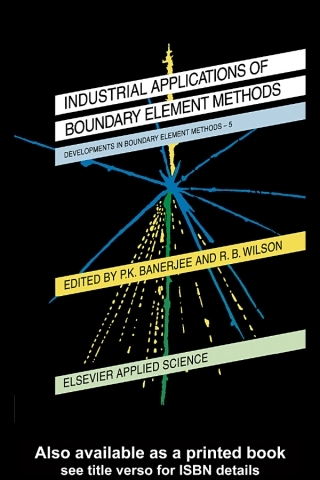 INDUSTRIAL APPLICATIONS OF
BOUNDARY ELEMENT METHODS
DEVELOPMENTS IN BOUNDARY ELEMENT METHODS – 5
EDITED BY P.K. BANERJEE AND R. B. WILSON
ELSEVIER APPLIED SCIENCE
Also available as a printed book
see title verso for ISBN details